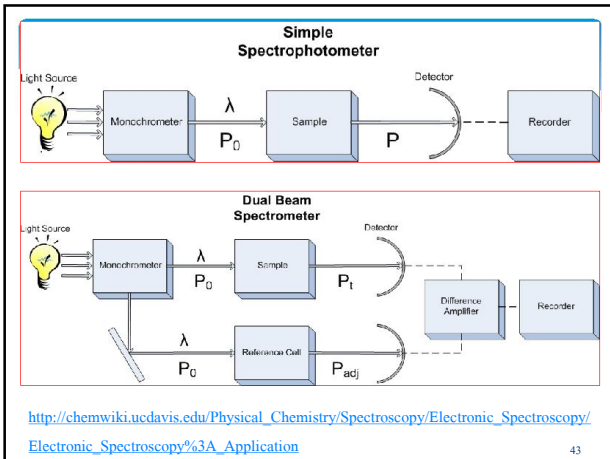 Simple
Spectrophotometer
Light Source
Detector
Monochrometer
λ
P0
Sample
P
Recorder
Dual Beam
Spectrometer
Light Source
Detector
Monochrometer
λ
P0
Sample
Pt
Difference
Amplifier
Recorder
λ
P0
Reference Cell
Padj
http://chemwiki.ucdavis.edu/Physical_Chemistry/Spectroscopy/Electronic_Spectroscopy/
Electronic_Spectroscopy%3A_Application
43